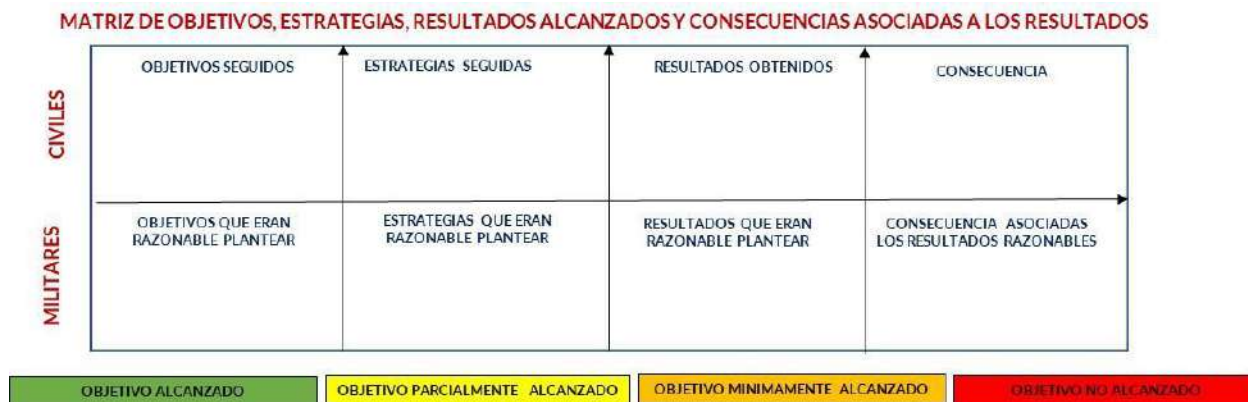 MATRIZ DE OBJETIVOS, ESTRATEGIAS, RESULTADOS ALCANZADOS Y CONSECUENCIAS ASOCIADAS A LOS RESULTADOS
CIVILES
OBJETIVOS SEGUIDOS
ESTRATEGIAS SEGUIDAS
RESULTADOS OBTENIDOS
CONSECUENCIA
MILITARES
OBJETIVOS QUE ERAN
RAZONABLE PLANTEAR
ESTRATEGIAS QUE ERAN
RAZONABLE PLANTEAR
RESULTADOS QUE ERAN
RAZONABLE PLANTEAR
CONSECUENCIA ASOCIADAS
LOS RESULTADOS RAZONABLES
OBJETIVO ALCANZADO
OBJETIVO PARCIALMENTE ALCANZADO
OBJETIVO MINIMAMENTE ALCANZADO
OBJETIVO NO ALCANZADO